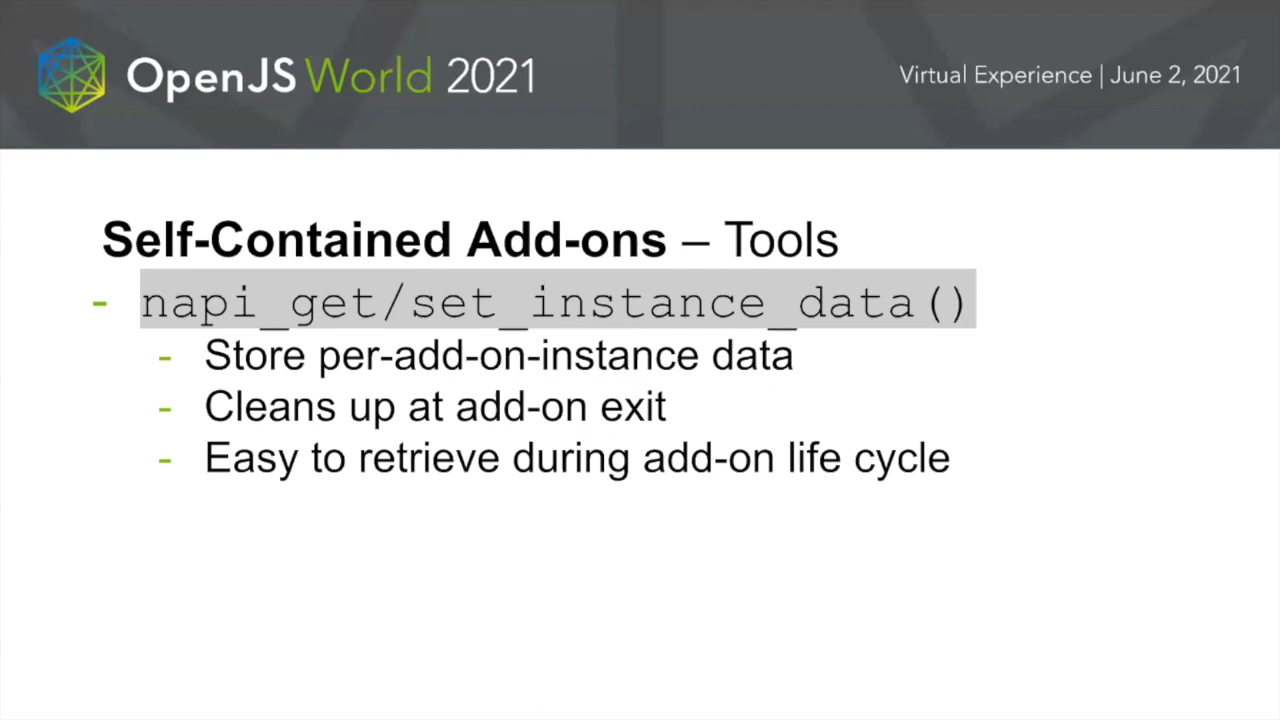 OpenJS World 2021
Virtual Experience | June 2, 2021
Self-Contained Add-ons – Tools
- napi_get/set_instance_data()
- Store per-add-on-instance data
- Cleans up at add-on exit
- Easy to retrieve during add-on life cycle